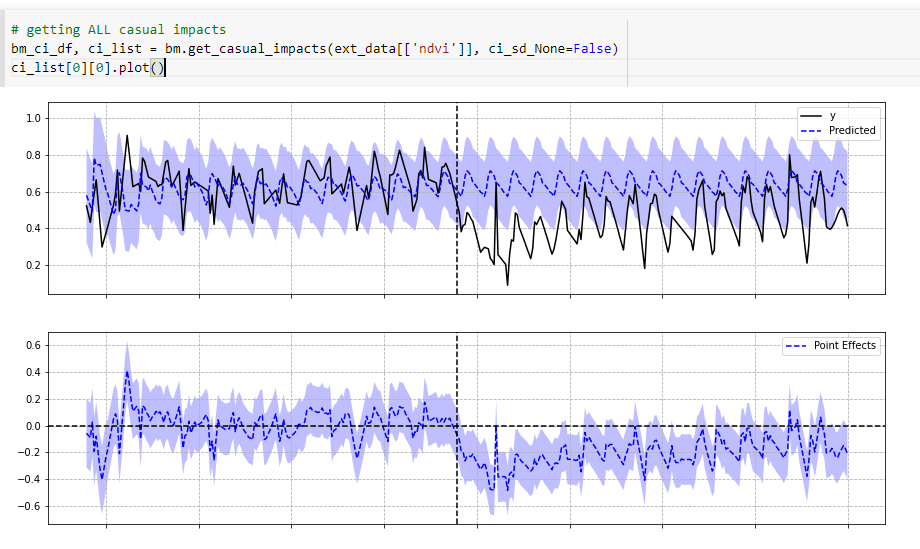 # getting ALL casual impacts
bm_ci_df, ci_list = bm.get_casual_impacts(ext_data[['ndvi']], ci_sd_None=False)
ci_list[0][0].plot()
y
Predicted
1.0
0.8
0.6
0.4
0.2
Point Effects
0.6
0.4
0.2
0.0
−0.2
−0.4
−0.6